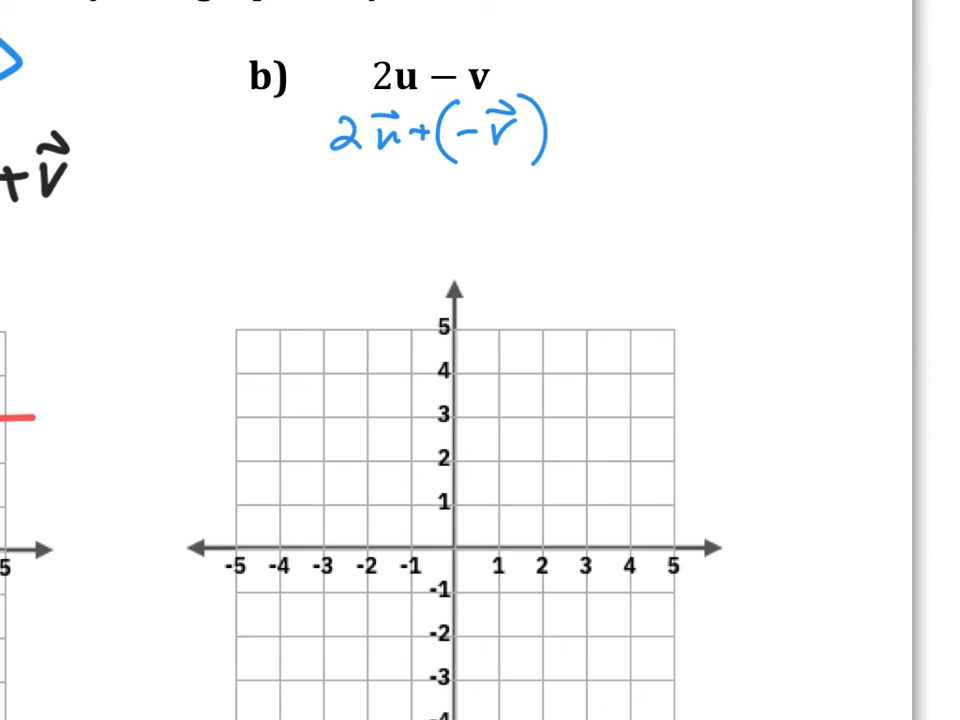 b) 2u − v
2u⃗+(−v⃗)
+v⃗
5
4
3
2
1
5
-5 -4 -3 -2 -1 1 2 3 4 5
-1
-2
-3